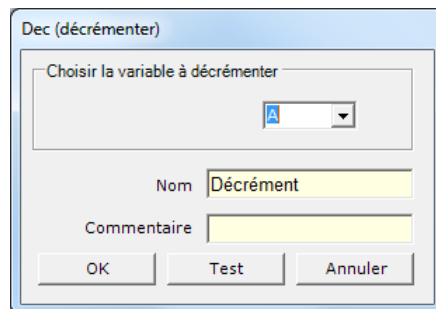 Dec (décrémenter)
Choisir la variable à décrémenter
A
Nom Décrément
Commentaire
OK Test Annuler